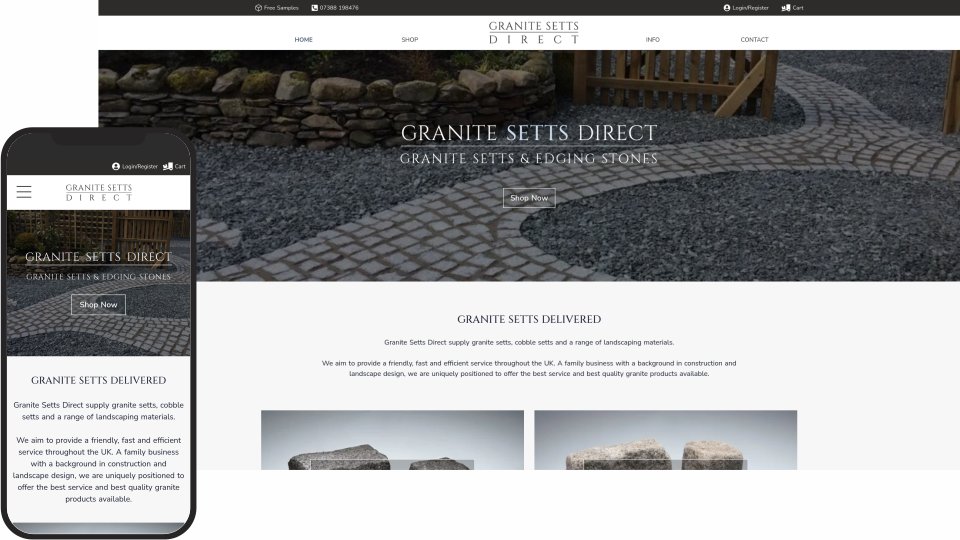 Free Samples
07388 198476
Login/Register
Cart
GRANITE SETTS
DIRECT
HOME
SHOP
INFO
CONTACT
GRANITE SETTS DIRECT
GRANITE SETTS & EDGING STONES
Shop Now
GRANITE SETTS DELIVERED
Granite Setts Direct supply granite setts, cobble setts and a range of landscaping materials.
We aim to provide a friendly, fast and efficient service throughout the UK. A family business with a background in construction and
landscape design, we are uniquely positioned to offer the best service and best quality granite products available.
Login/Register
Cart
GRANITE SETTS
DIRECT
GRANITE SETTS DIRECT
GRANITE SETTS & EDGING STONES
Shop Now
GRANITE SETTS DELIVERED
Granite Setts Direct supply granite setts, cobble
setts and a range of landscaping materials.
We aim to provide a friendly, fast and efficient
service throughout the UK. A family business
with a background in construction and
landscape design, we are uniquely positioned to
offer the best service and best quality granite
products available.